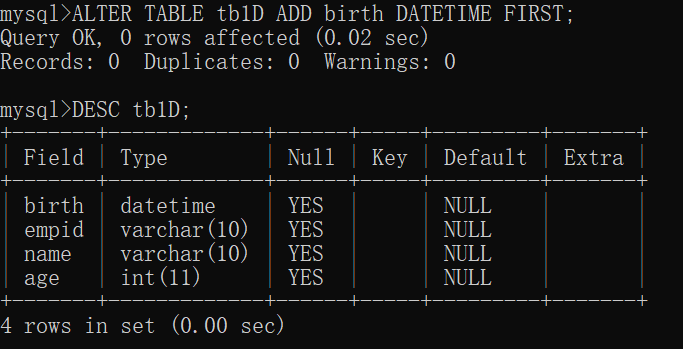 mysql>ALTER TABLE tb1D ADD birth DATETIME FIRST;
Query OK, 0 rows affected (0.02 sec)
Records: 0  Duplicates: 0  Warnings: 0
mysql>DESC tb1D;
+-------+-------------+------+-----+---------+-------+
| Field | Type        | Null | Key | Default | Extra |
+-------+-------------+------+-----+---------+-------+
| birth | datetime    | YES  |     | NULL    |       |
| empid | varchar(10) | YES  |     | NULL    |       |
| name  | varchar(10) | YES  |     | NULL    |       |
| age   | int(11)     | YES  |     | NULL    |       |
+-------+-------------+------+-----+---------+-------+
4 rows in set (0.00 sec)